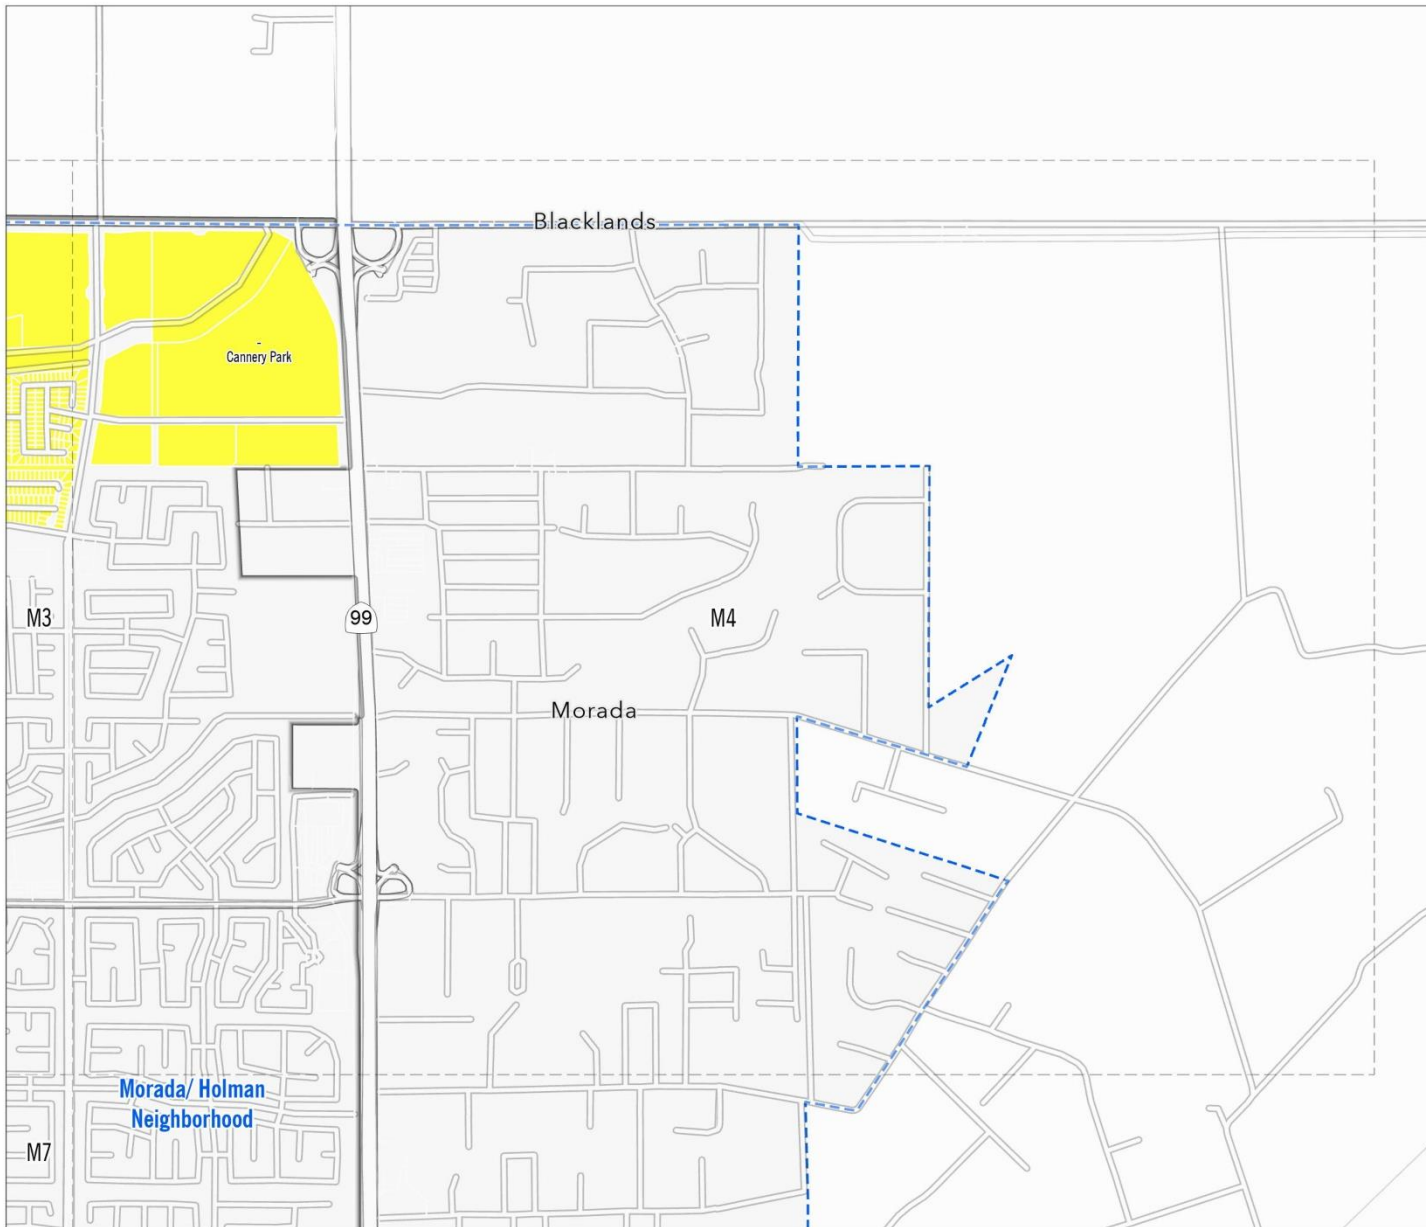 Blacklands
-
Cannery Park
M3
99
M4
Morada
Morada/ Holman
Neighborhood
M7